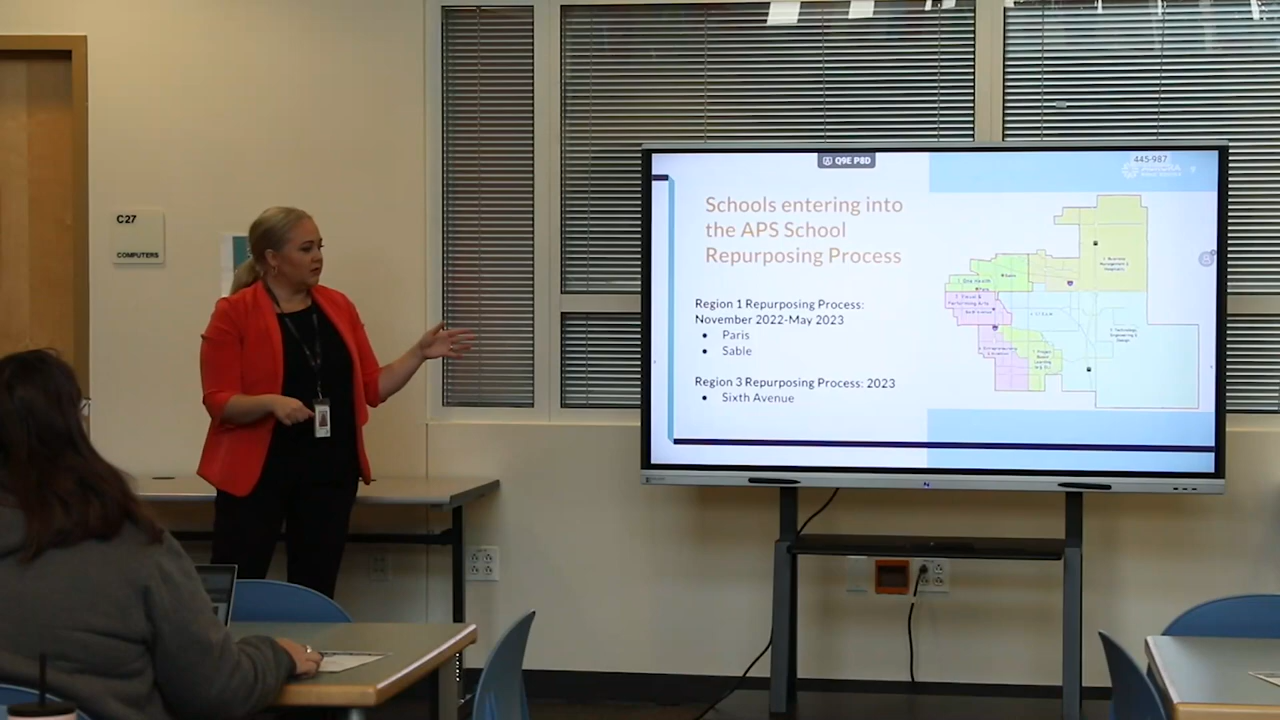 C27
COMPUTERS
Q9E P8D
445-987
Schools entering into
the APS School
Repurposing Process
Region 1 Repurposing Process:
November 2022-May 2023
• Paris
• Sable
Region 3 Repurposing Process: 2023
• Sixth Avenue